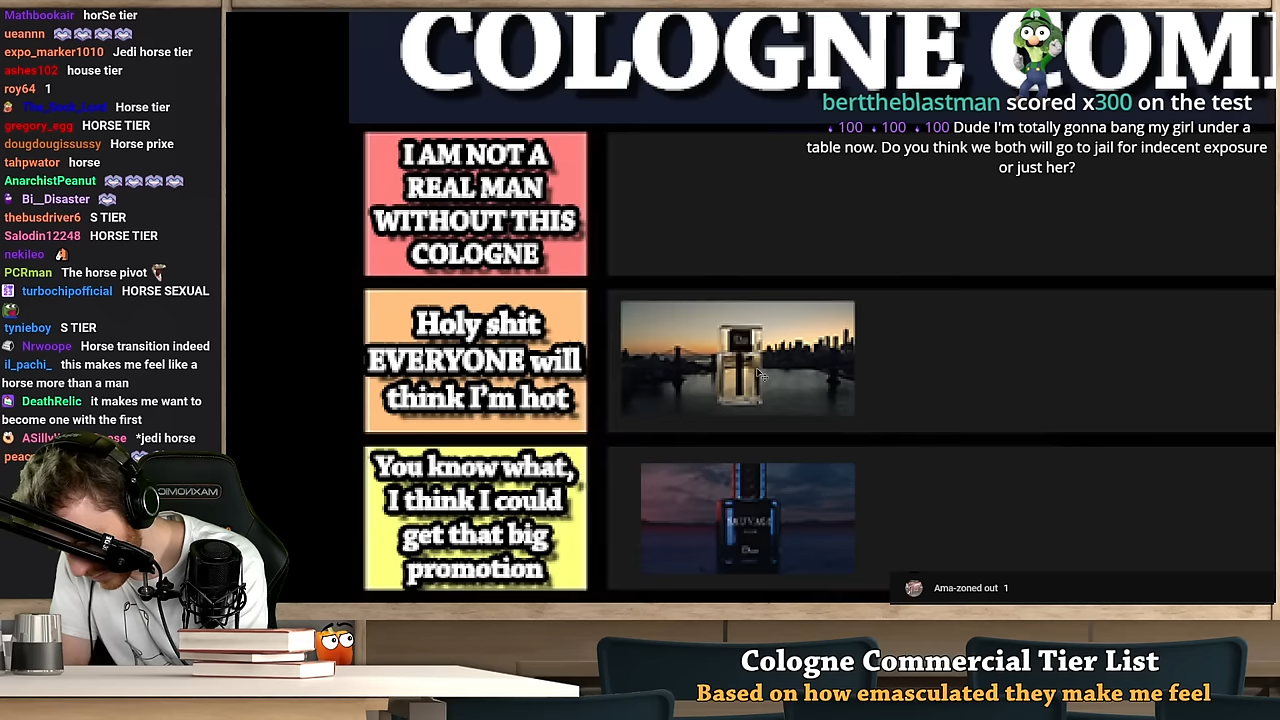 Mathbookair horSe tier
ueannn
expo_marker1010 Jedi horse tier
ashes102 house tier
roy64 1
Horse tier
gregory_egg HORSE TIER
dougdougissussy Horse prixe
tahpwator horse
AnarchistPeanut
Bi__Disaster
thebusdriver6 S TIER
Salodin12248 HORSE TIER
nekileo
PCRman The horse pivot
turbochipofficial HORSE SEXUAL
tynieboy S TIER
Nrwoope Horse transition indeed
il_pachi_ this makes me feel like a
horse more than a man
DeathRelic it makes me want to
become one with the first
*jedi horse
COLOGNE COM
berttheblastman scored x300 on the test
100 100 100 Dude I'm totally gonna bang my girl under a
table now. Do you think we both will go to jail for indecent exposure
or just her?
I AM NOT A
REAL MAN
WITHOUT THIS
COLOGNE
Holy shit
EVERYONE will
think I'm hot
You know what,
I think I could
get that big
promotion
SAUVAGE
Dior
Ama-zoned out 1
MAXNOMIC
Cologne Commercial Tier List
Based on how emasculated they make me feel